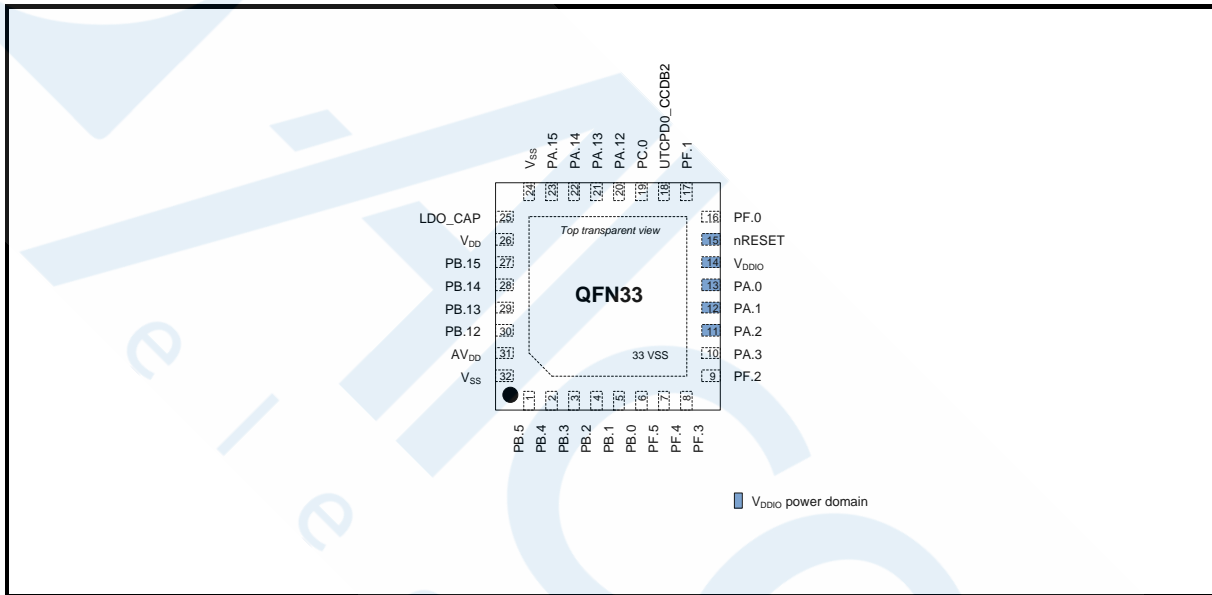 UTCPD0_CCDB2
VSS
PA.15
PA.14
PA.13
PA.12
PC.0
PF.1
24
23
22
21
20
19
18
17
LDO_CAP 25
VDD 26
PB.15 27
PB.14 28
PB.13 29
PB.12 30
AVDD 31
VSS 32
Top transparent view
QFN33
33 VSS
16 PF.0
15 nRESET
14 VDDIO
13 PA.0
12 PA.1
11 PA.2
10 PA.3
9 PF.2
1
2
3
4
5
6
7
8
PB.5
PB.4
PB.3
PB.2
PB.1
PB.0
PF.5
PF.4
PF.3
VDDIO power domain
e
l
e